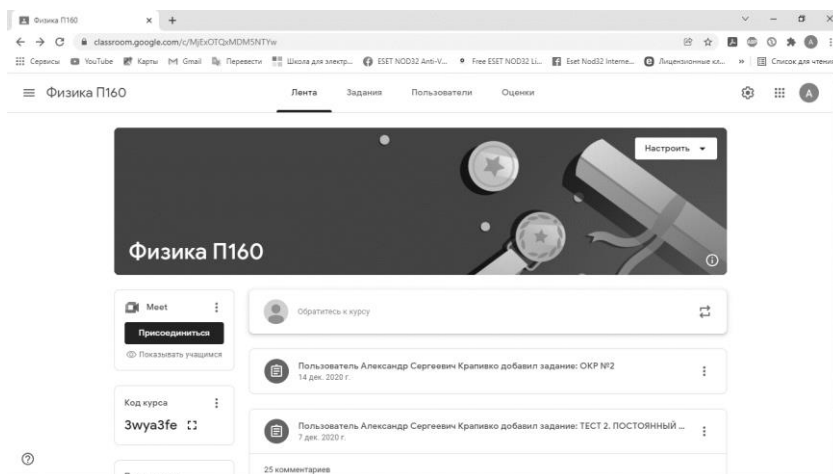 Физика П160
classroom.google.com/c/MjExOTQxMDM5NTYw
Сервисы YouTube Карты Gmail Перевести Школа для электр... ESET NOD32 Anti-V... Free ESET NOD32 Li... Eset Nod32 Interne... Лицензионные кл... » Список для чтения
Физика П160 Лента Задания Пользователи Оценки A
Настроить
Физика П160
Meet
Присоединиться
Показывать учащимся
Обратитесь к курсу
Пользователь Александр Сергеевич Крапивко добавил задание: ОКР №2
14 дек. 2020 г.
Код курса
3wya3fe
Пользователь Александр Сергеевич Крапивко добавил задание: ТЕСТ 2. ПОСТОЯННЫЙ ...
7 дек. 2020 г.
25 комментариев